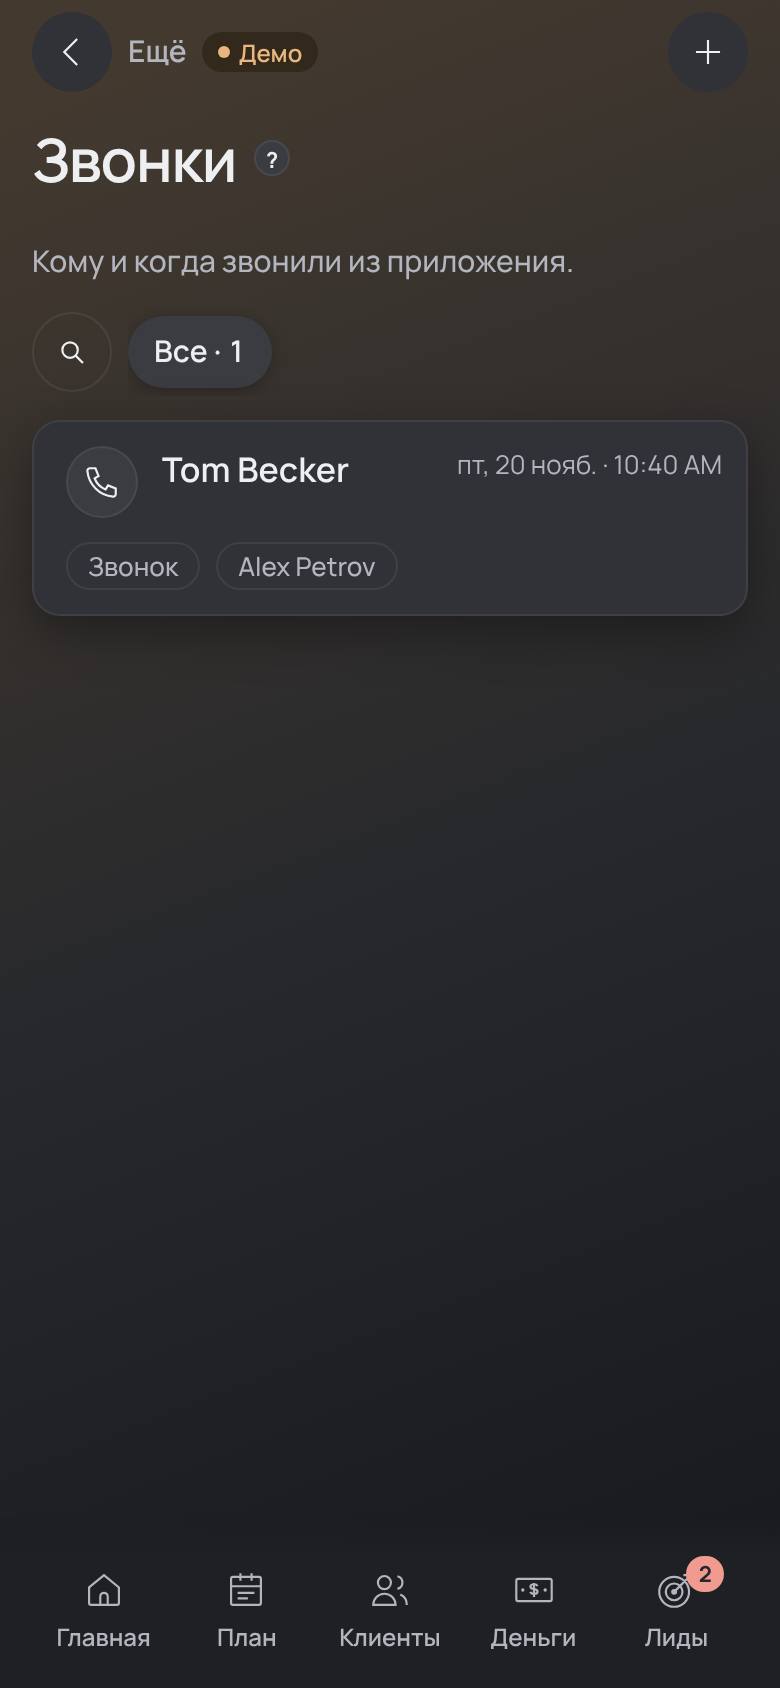 Ещё
Демо
Звонки ?
Кому и когда звонили из приложения.
Все · 1
Tom Becker
пт, 20 нояб. · 10:40 AM
Звонок
Alex Petrov
2
Главная
План
Клиенты
Деньги
Лиды